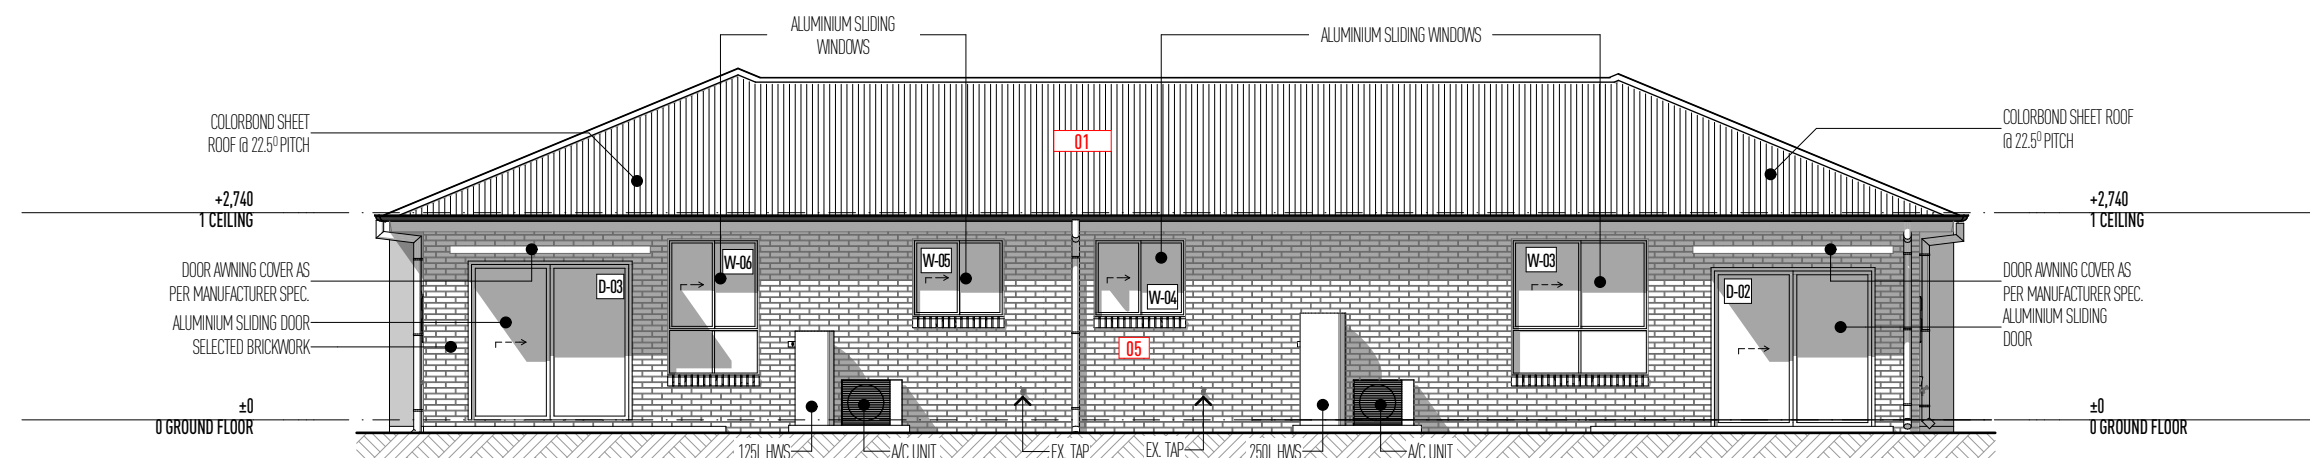 ALUMINIUM SLIDING
WINDOWS
ALUMINIUM SLIDING WINDOWS
COLORBOND SHEET
ROOF @ 22.5⁰ PITCH
COLORBOND SHEET ROOF
@ 22.5⁰ PITCH
01
+2,740
1 CEILING
+2,740
1 CEILING
W-06
W-05
W-04
W-03
D-03
D-02
DOOR AWNING COVER AS
PER MANUFACTURER SPEC.
ALUMINIUM SLIDING DOOR
SELECTED BRICKWORK
DOOR AWNING COVER AS
PER MANUFACTURER SPEC.
ALUMINIUM SLIDING
DOOR
05
±0
0 GROUND FLOOR
±0
0 GROUND FLOOR
125L HWS
A/C UNIT
EX. TAP
EX. TAP
250L HWS
A/C UNIT